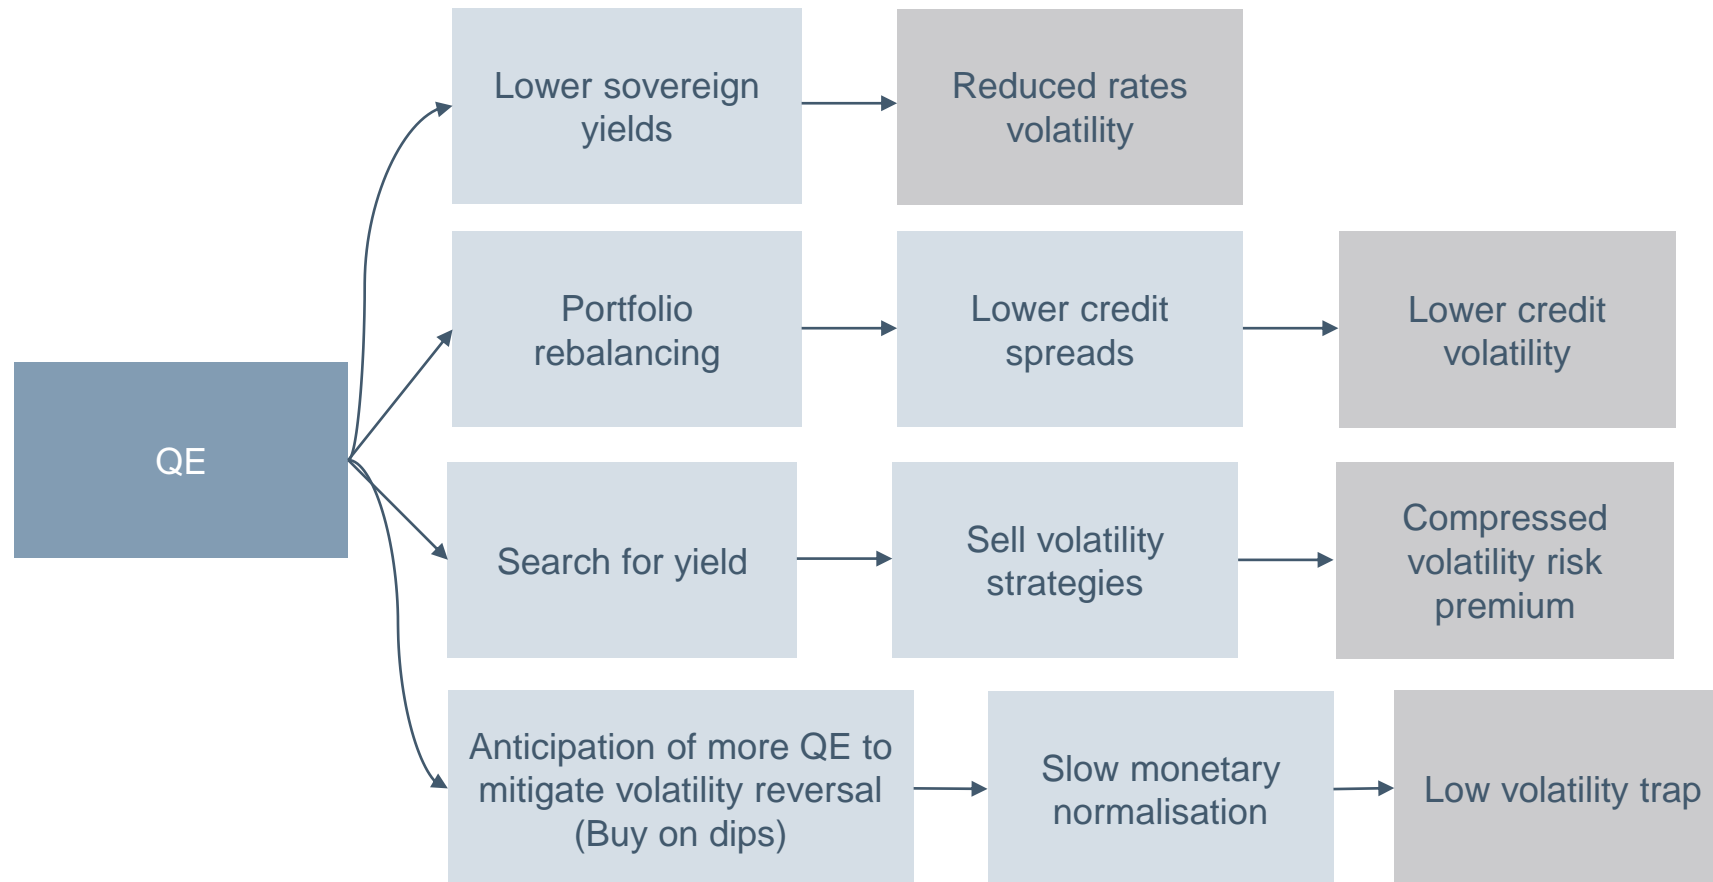 Lower sovereign
yields
Reduced rates
volatility
Portfolio
rebalancing
Lower credit
spreads
Lower credit
volatility
QE
Search for yield
Sell volatility
strategies
Compressed
volatility risk
premium
Anticipation of more QE to
mitigate volatility reversal
(Buy on dips)
Slow monetary
normalisation
Low volatility trap